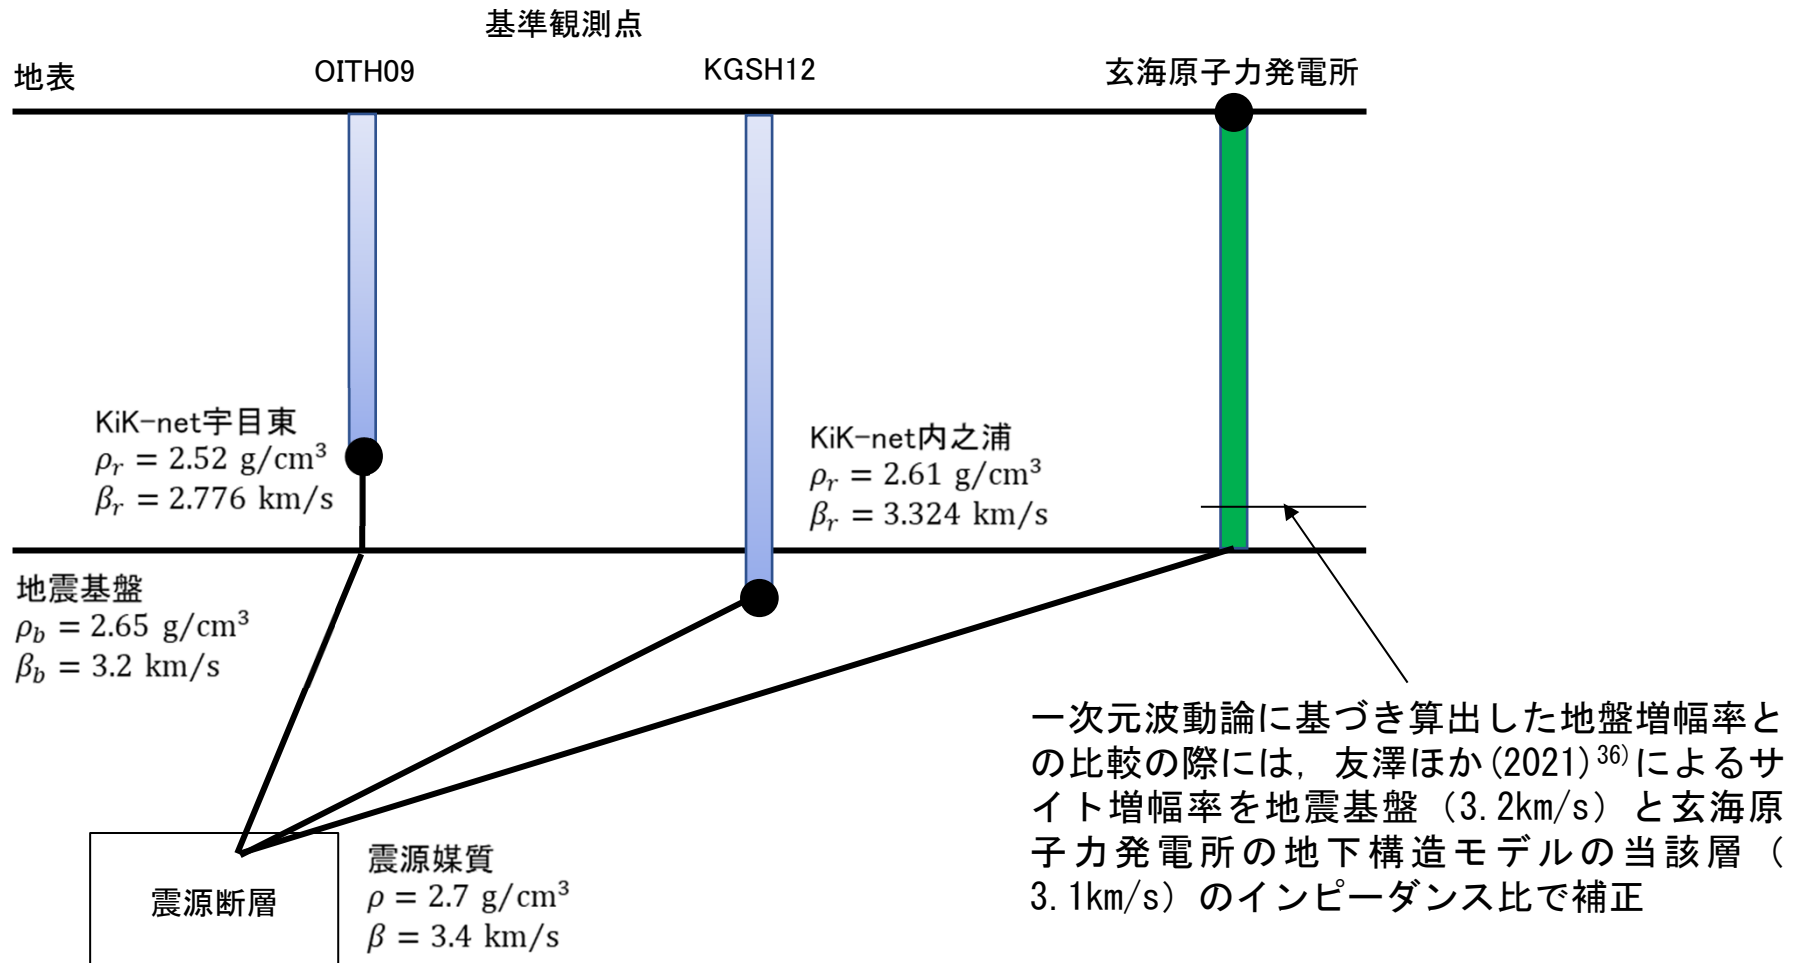 基準観測点
地表
OITH09
KGSH12
玄海原子力発電所
KiK-net宇目東
ρr = 2.52 g/cm³
βr = 2.776 km/s
KiK-net内之浦
ρr = 2.61 g/cm³
βr = 3.324 km/s
地震基盤
ρb = 2.65 g/cm³
βb = 3.2 km/s
一次元波動論に基づき算出した地盤増幅率と
の比較の際には，友澤ほか(2021)³⁶⁾によるサ
イト増幅率を地震基盤（3.2km/s）と玄海原
子力発電所の地下構造モデルの当該層（
3.1km/s）のインピーダンス比で補正
震源断層
震源媒質
ρ = 2.7 g/cm³
β = 3.4 km/s